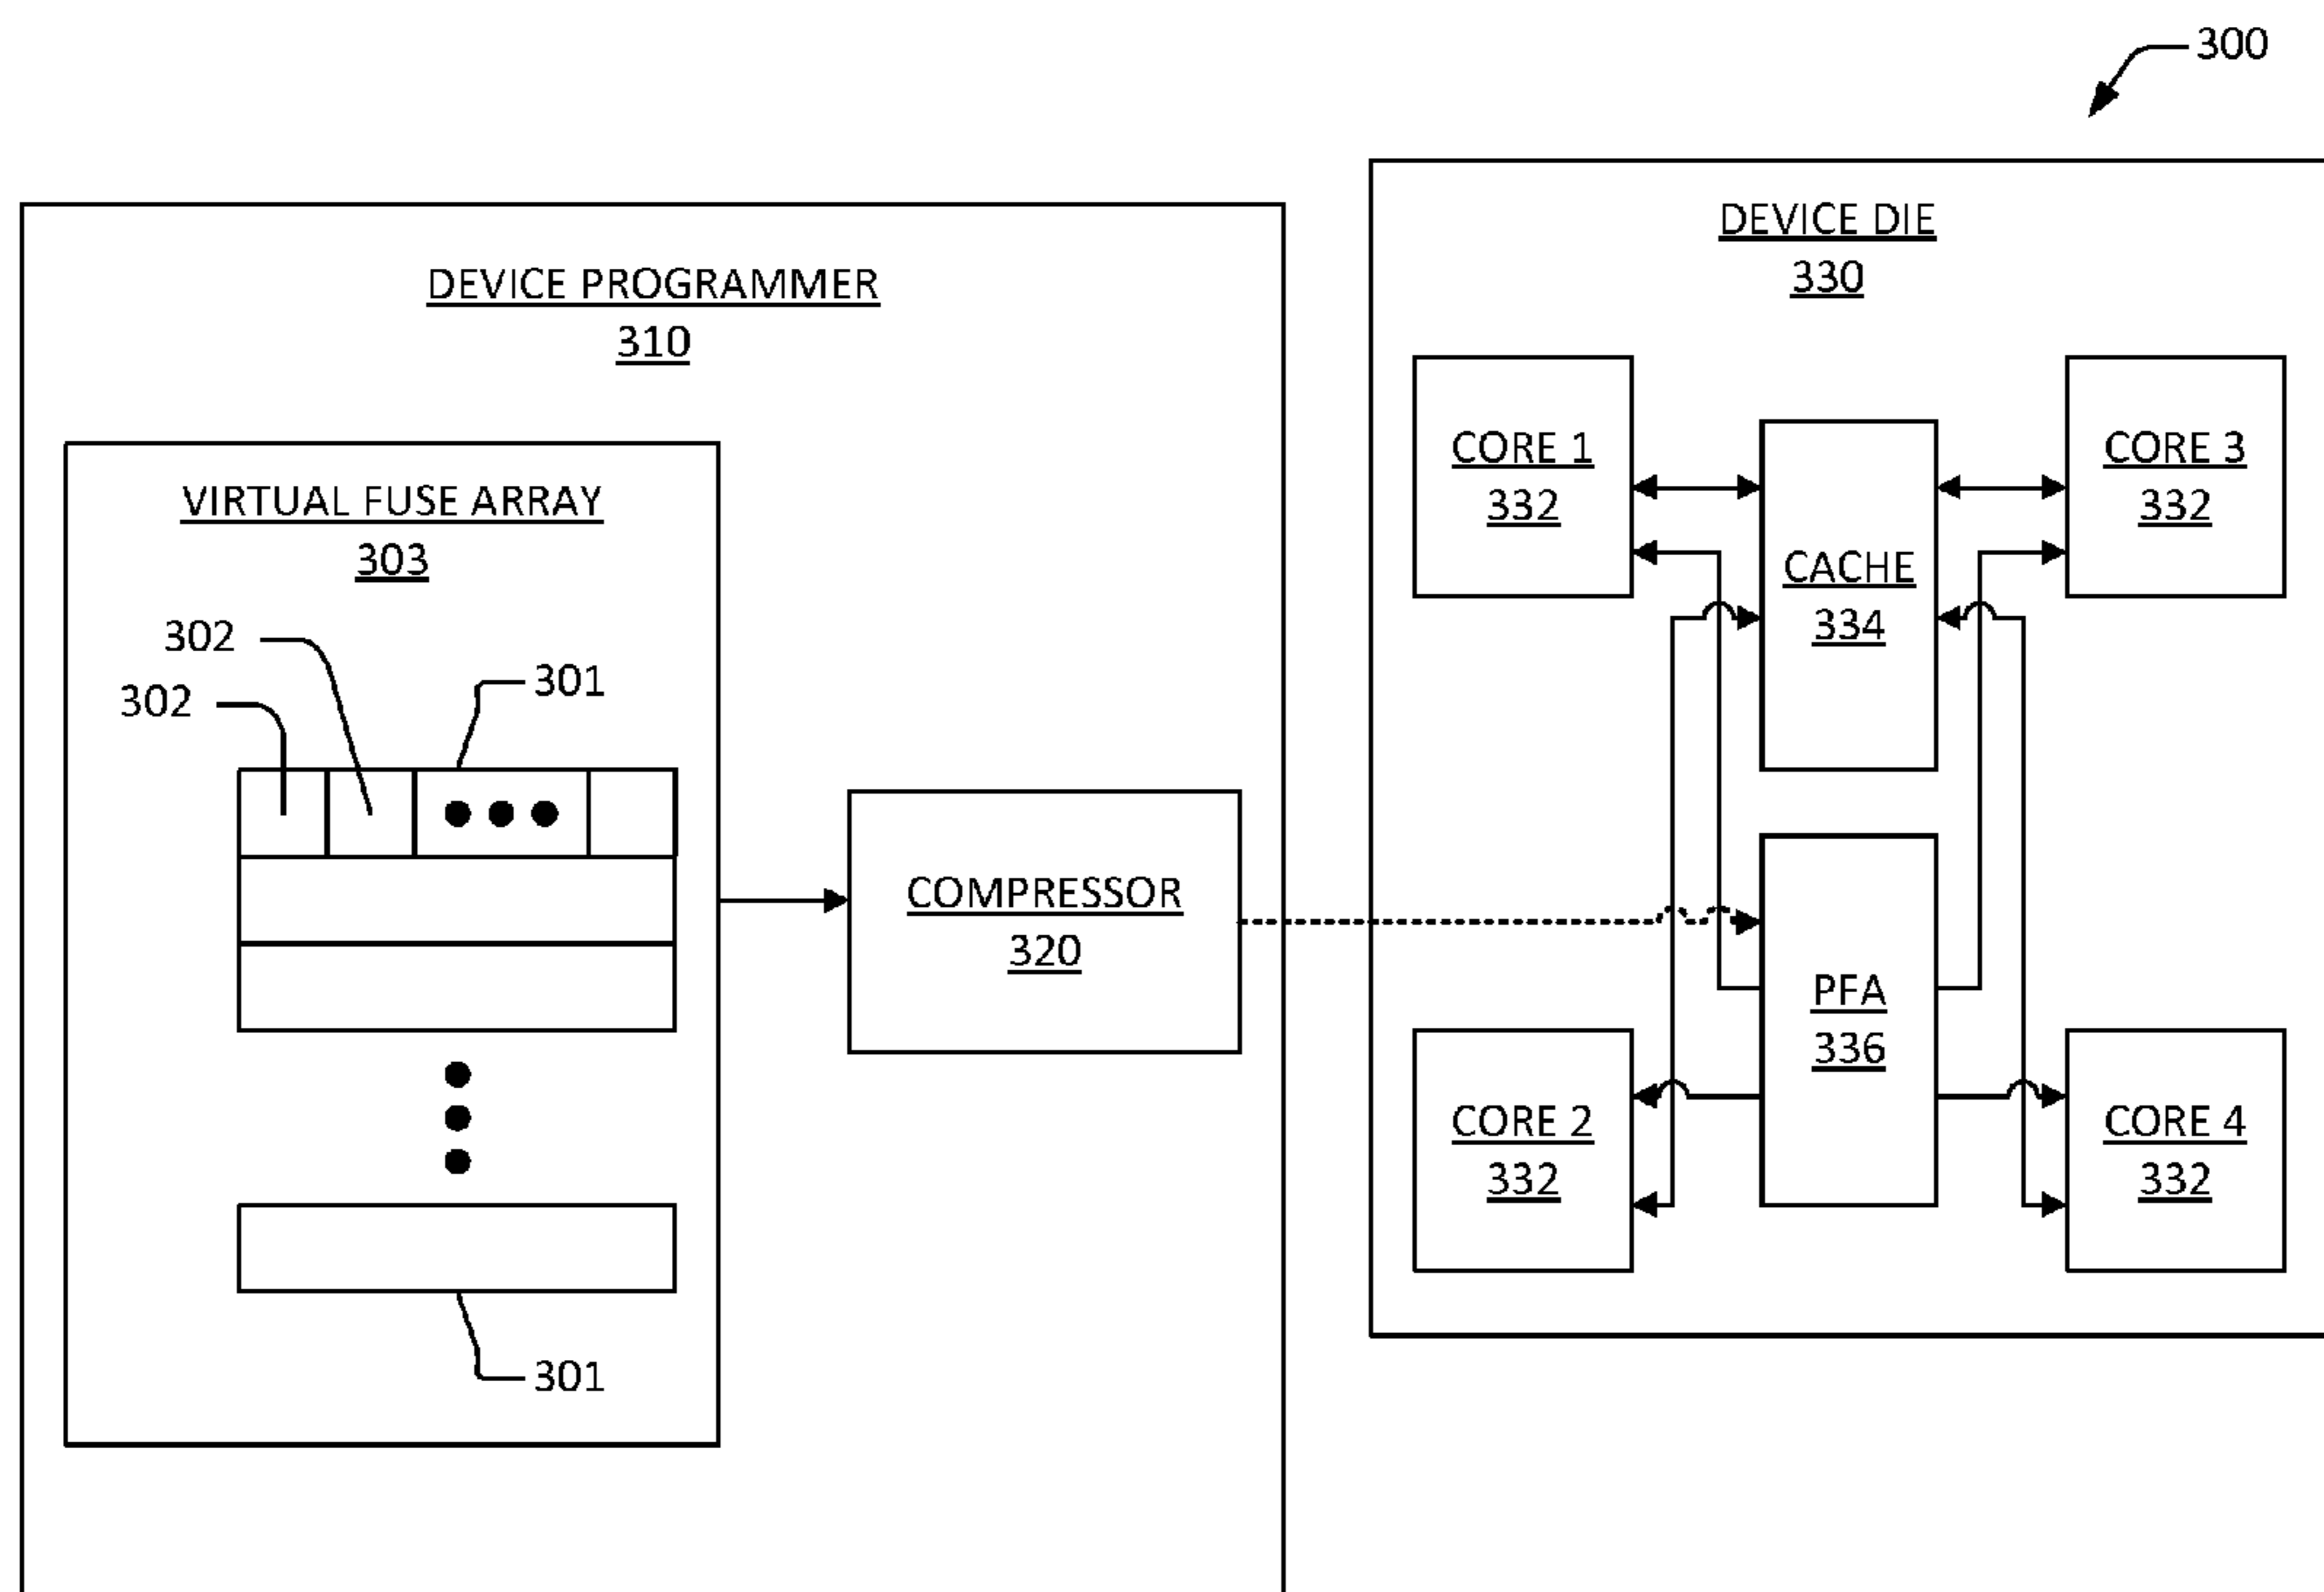 300
DEVICE PROGRAMMER
310
VIRTUAL FUSE ARRAY
303
302
302
301
301
COMPRESSOR
320
DEVICE DIE
330
CORE 1
332
CACHE
334
CORE 3
332
PFA
336
CORE 2
332
CORE 4
332